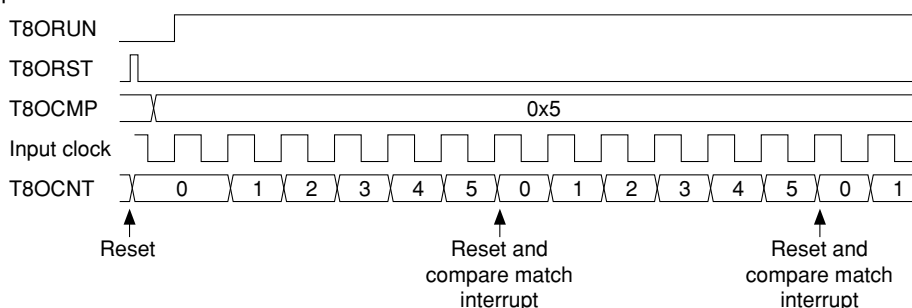 T8ORUN
T8ORST
T8OCMP
0x5
Input clock
T8OCNT
0 1 2 3 4 5 0 1 2 3 4 5 0 1
Reset
Reset and
compare match
interrupt
Reset and
compare match
interrupt